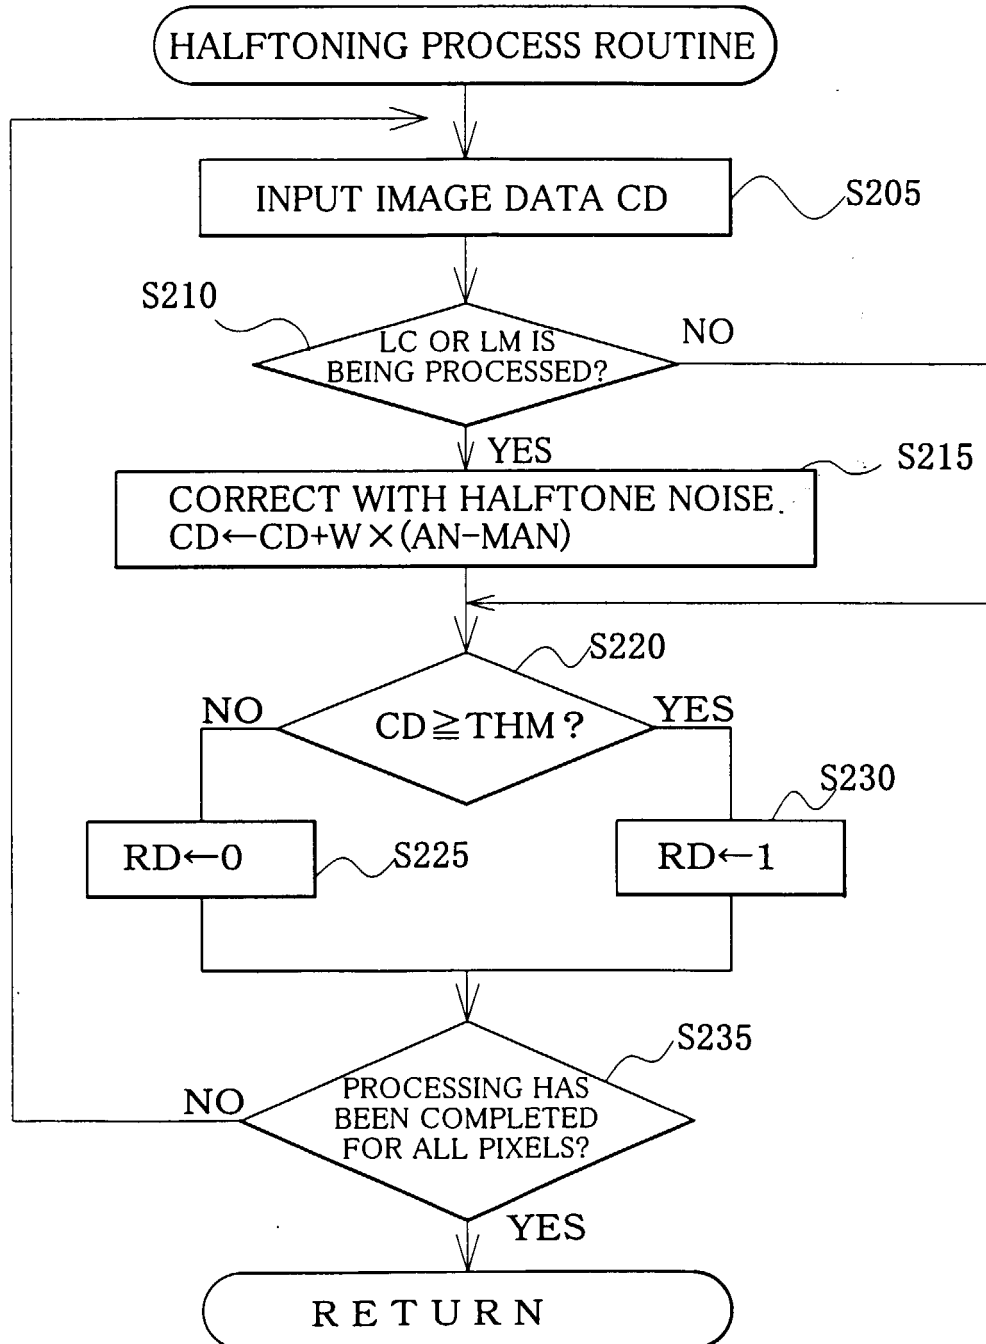 HALFTONING PROCESS ROUTINE
INPUT IMAGE DATA CD
S205
S210
LC OR LM IS
BEING PROCESSED?
NO
YES
S215
CORRECT WITH HALFTONE NOISE.
CD←CD+W×(AN-MAN)
S220
NO
CD≧THM?
YES
S230
RD←0
S225
RD←1
S235
PROCESSING HAS
BEEN COMPLETED
FOR ALL PIXELS?
NO
YES
RETURN